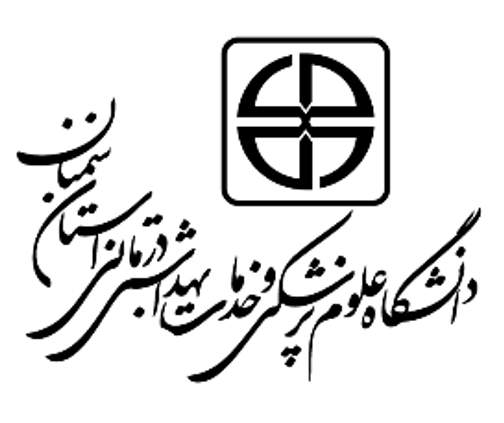 دانشگاه علوم پزشکی و خدمات بهداشتی درمانی استان سمنان